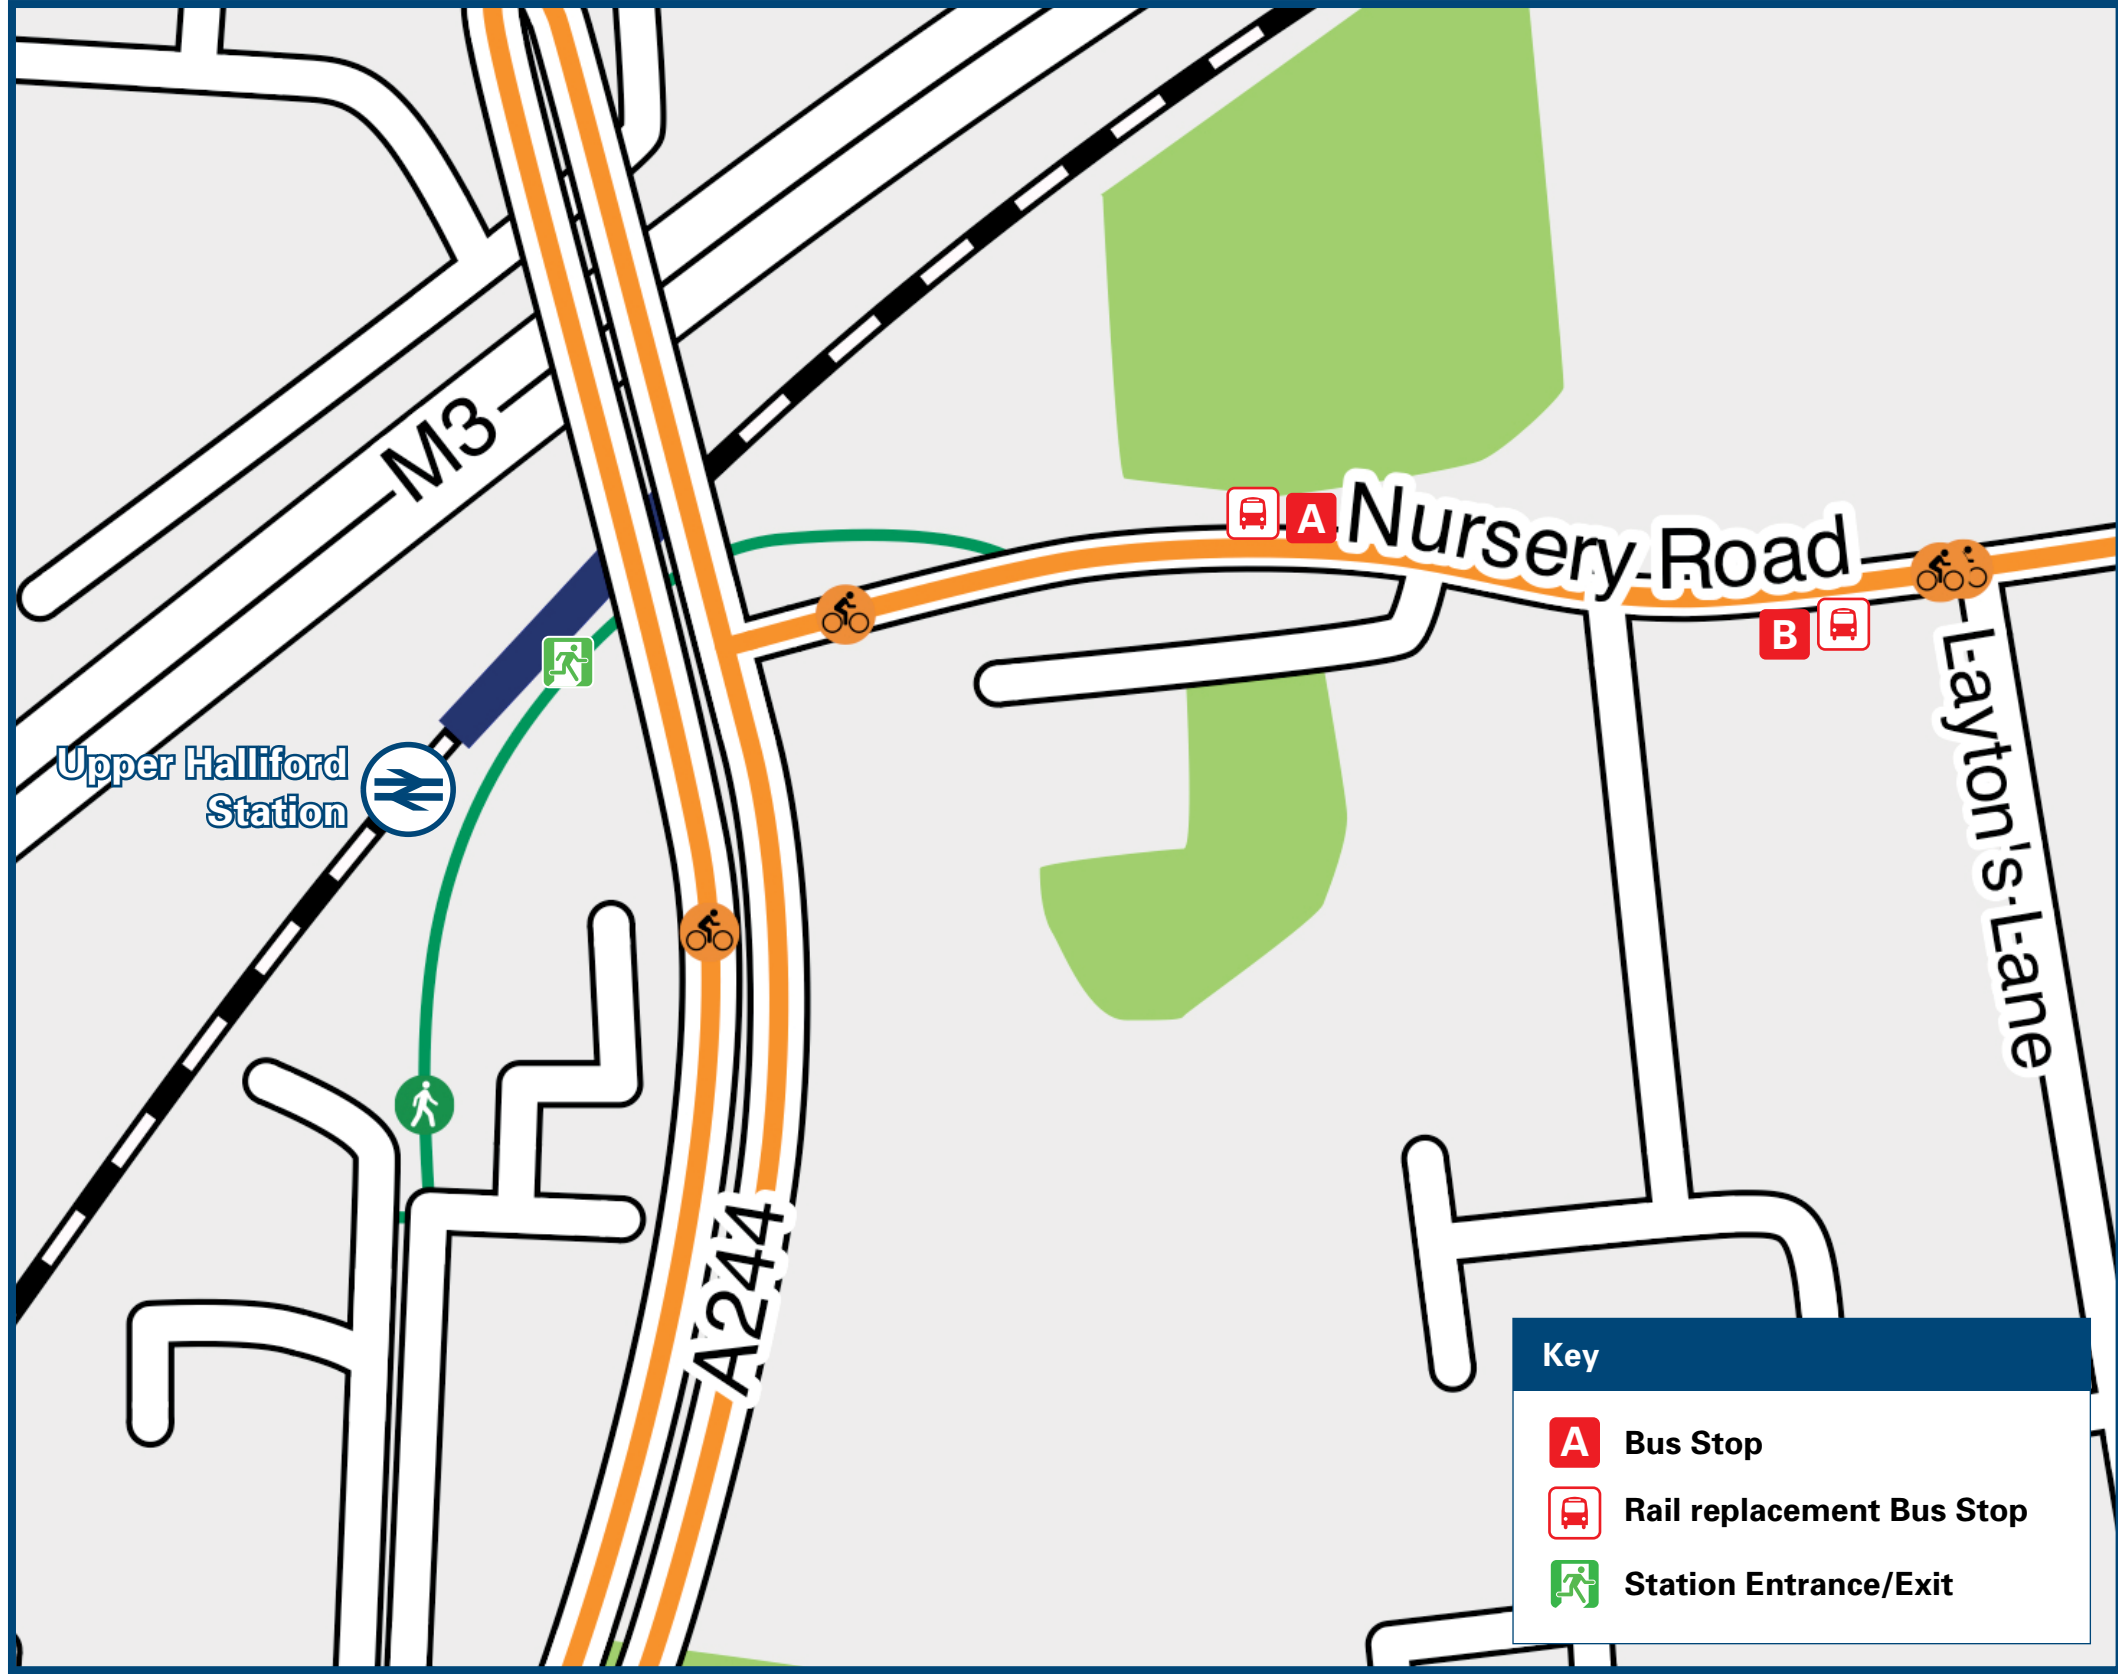 M3
A
Nursery Road
B
Layton's Lane
Upper Halliford
Station
A244
Key
A Bus Stop
Rail replacement Bus Stop
Station Entrance/Exit